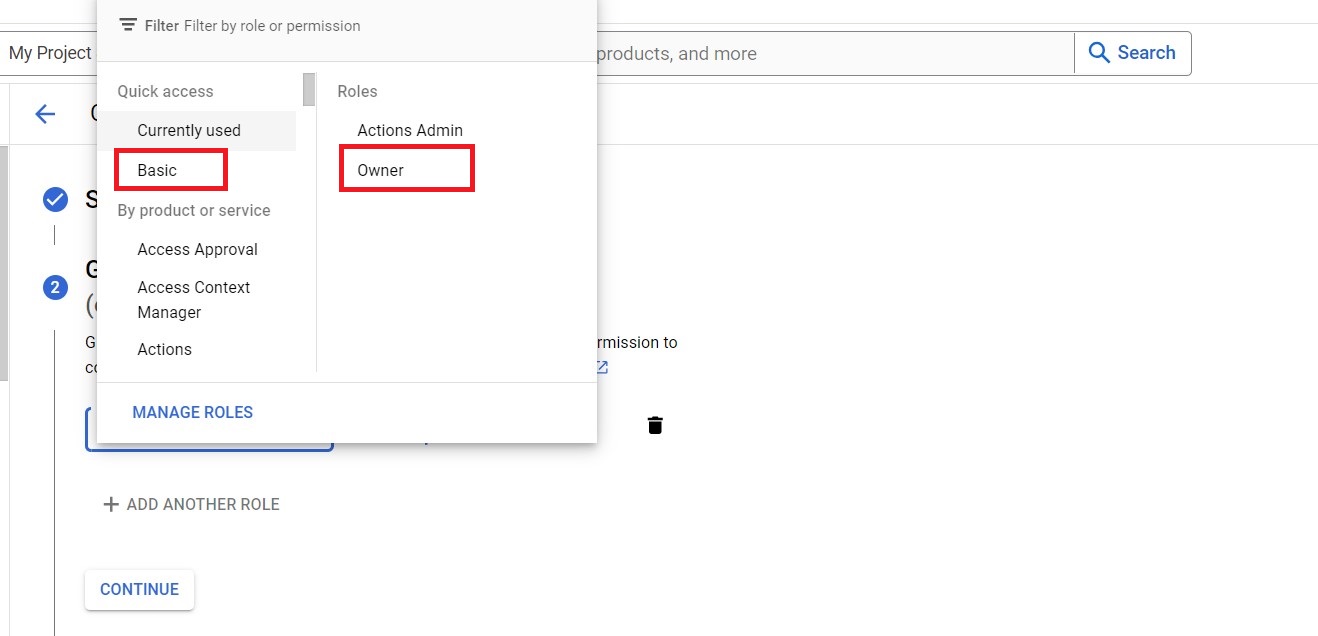 Filter Filter by role or permission
My Project
products, and more
Search
Quick access
Currently used
Basic
By product or service
Access Approval
Access Context
Manager
Actions
Roles
Actions Admin
Owner
MANAGE ROLES
2
rmission to
ADD ANOTHER ROLE
CONTINUE